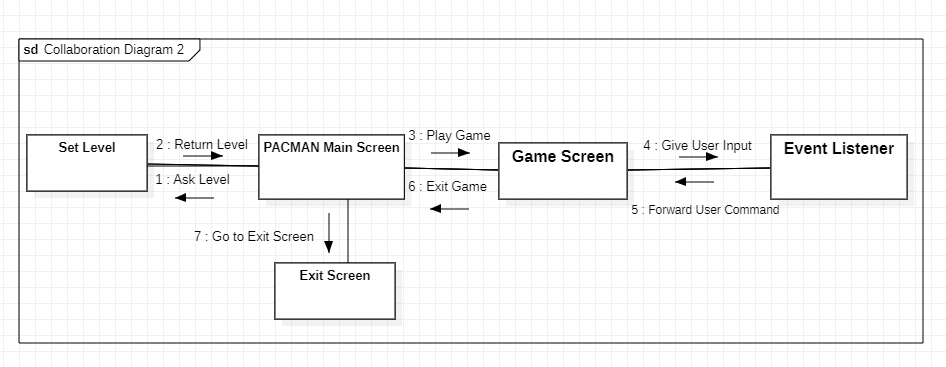 sd Collaboration Diagram 2
3 : Play Game
2 : Return Level
4 : Give User Input
Set Level
PACMAN Main Screen
Game Screen
Event Listener
1 : Ask Level
6 : Exit Game
5 : Forward User Command
7 : Go to Exit Screen
Exit Screen